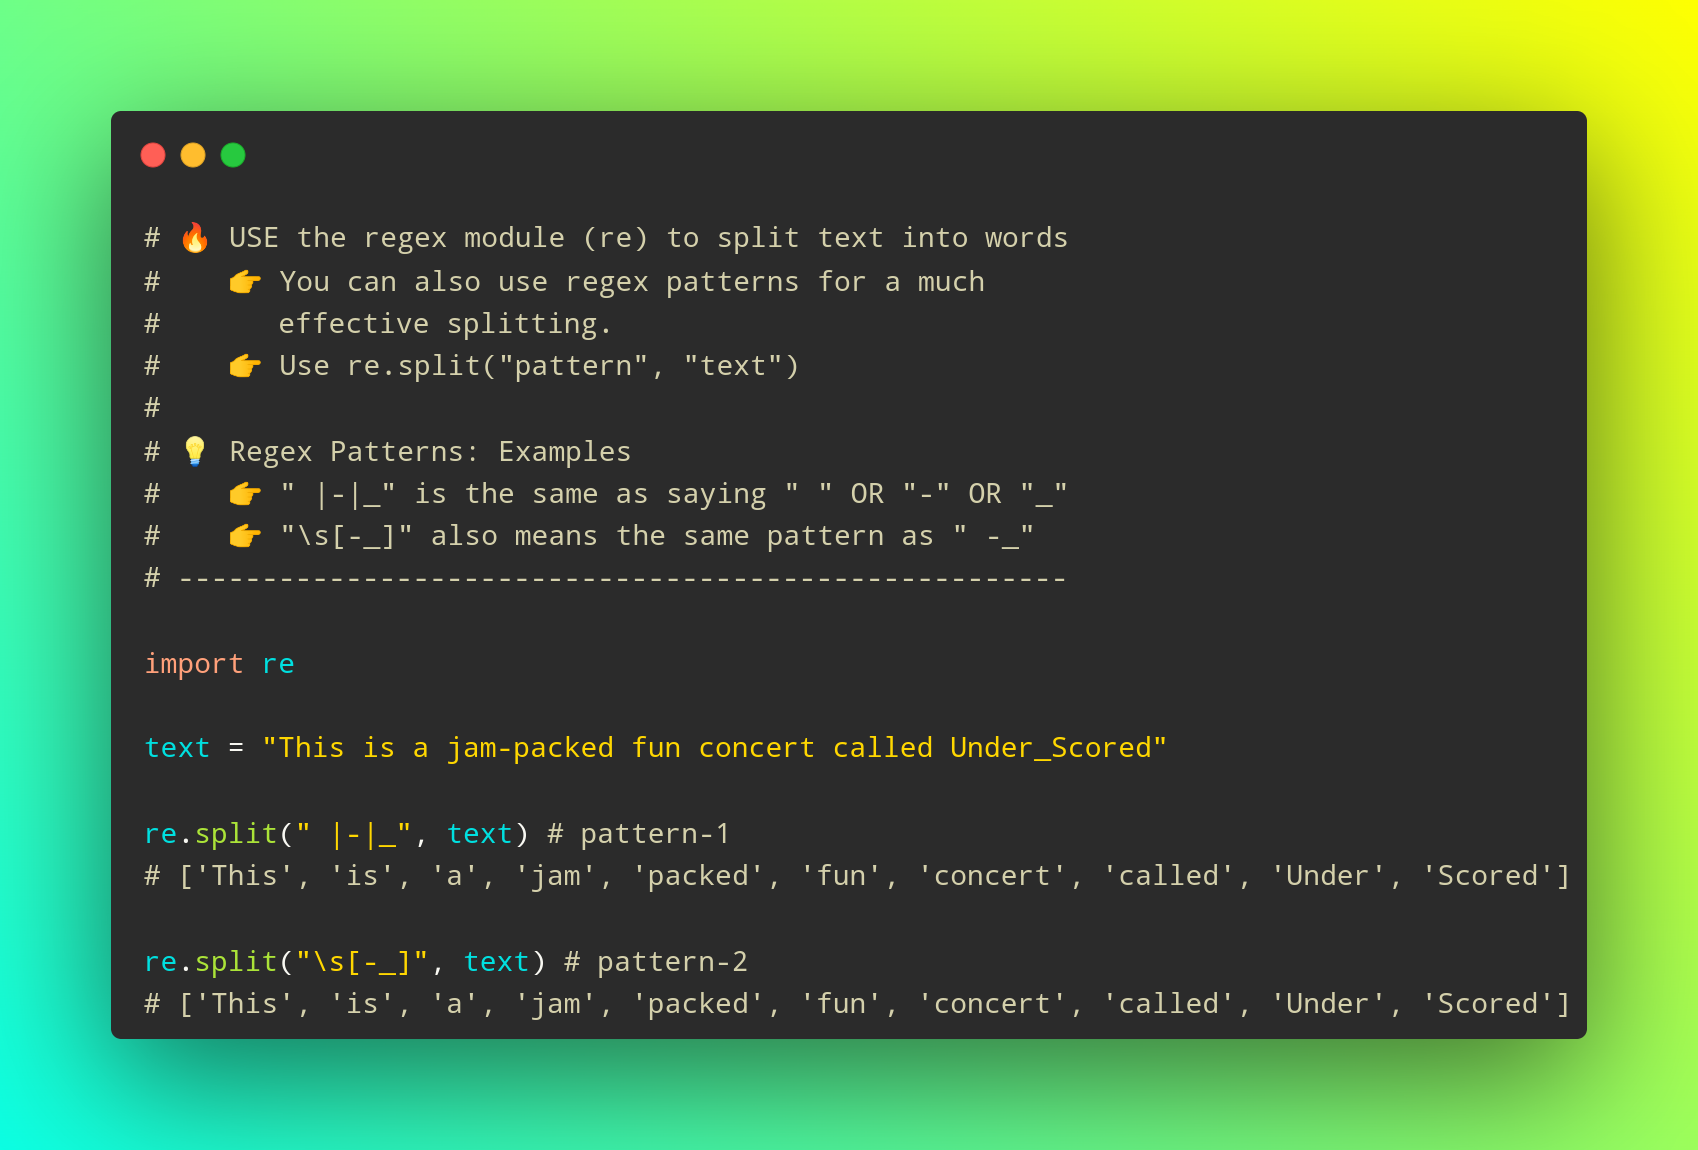 # 🔥 USE the regex module (re) to split text into words
#    👉 You can also use regex patterns for a much
#       effective splitting.
#    👉 Use re.split("pattern", "text")
#
# 💡 Regex Patterns: Examples
#    👉 " |-|_" is the same as saying " " OR "-" OR "_"
#    👉 "\s[-_]" also means the same pattern as " -_"
# -----------------------------------------------------
import re
text = "This is a jam-packed fun concert called Under_Scored"
re.split(" |-|_", text) # pattern-1
# ['This', 'is', 'a', 'jam', 'packed', 'fun', 'concert', 'called', 'Under', 'Scored']
re.split("\s[-_]", text) # pattern-2
# ['This', 'is', 'a', 'jam', 'packed', 'fun', 'concert', 'called', 'Under', 'Scored']